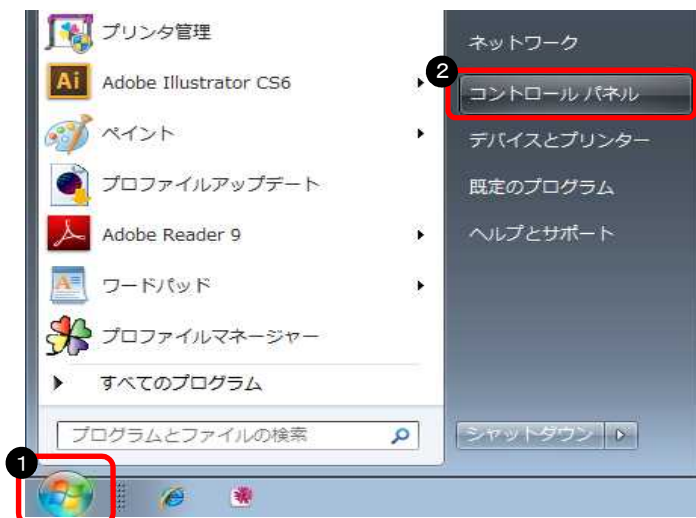 プリンタ管理
Ai Adobe Illustrator CS6
ペイント
プロファイルアップデート
Adobe Reader 9
ワードパッド
プロファイルマネージャー
すべてのプログラム
プログラムとファイルの検索
ネットワーク
2
コントロール パネル
デバイスとプリンター
既定のプログラム
ヘルプとサポート
シャットダウン
1